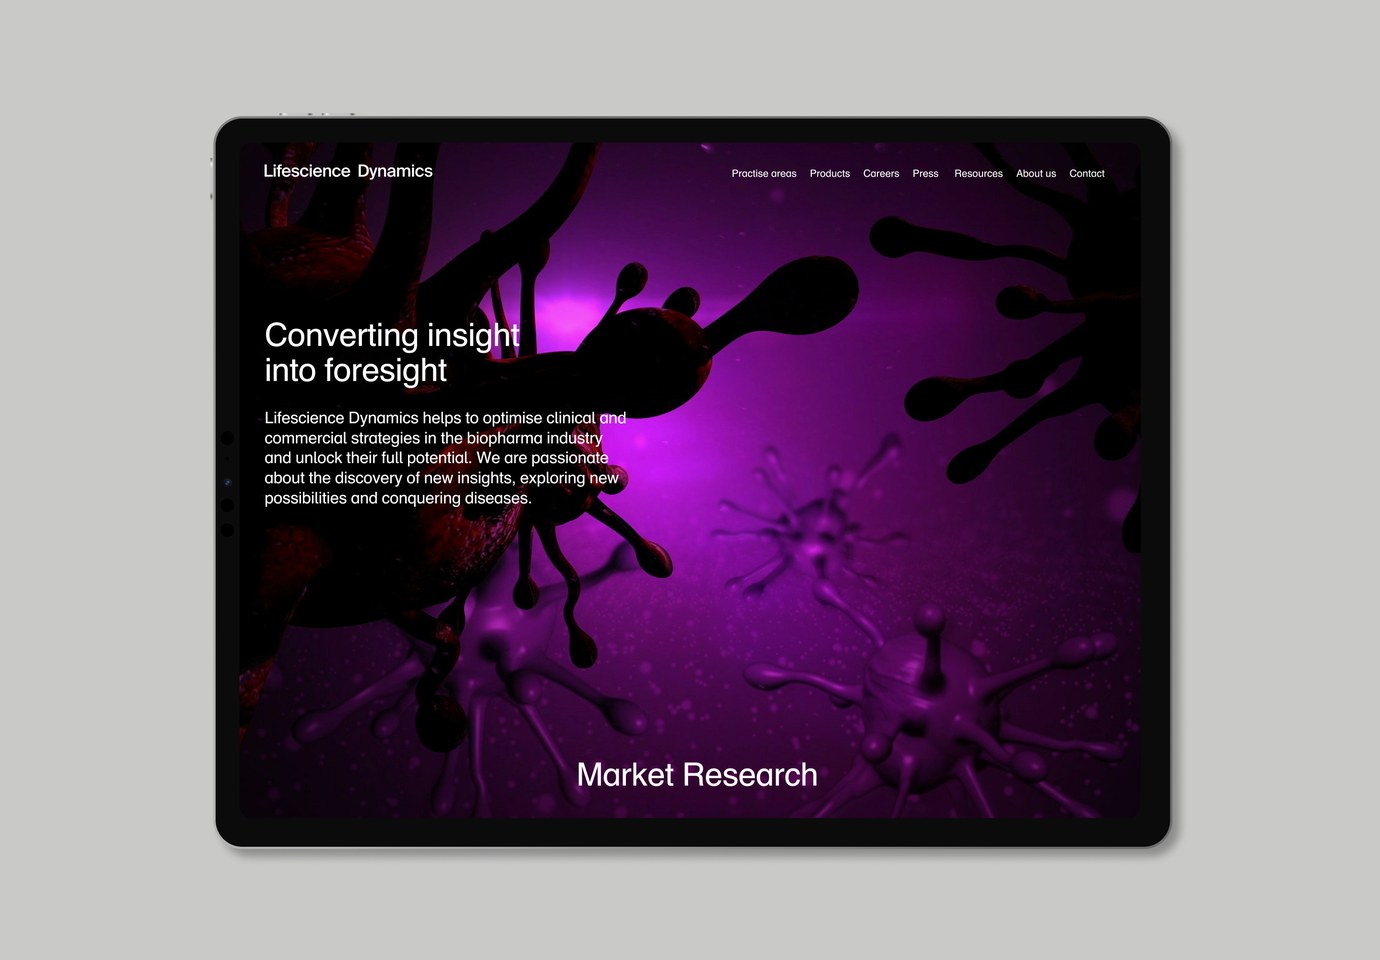 Lifescience Dynamics
Practise areas Products Careers Press Resources About us Contact
Converting insight
into foresight
Lifescience Dynamics helps to optimise clinical and
commercial strategies in the biopharma industry
and unlock their full potential. We are passionate
about the discovery of new insights, exploring new
possibilities and conquering diseases.
Market Research